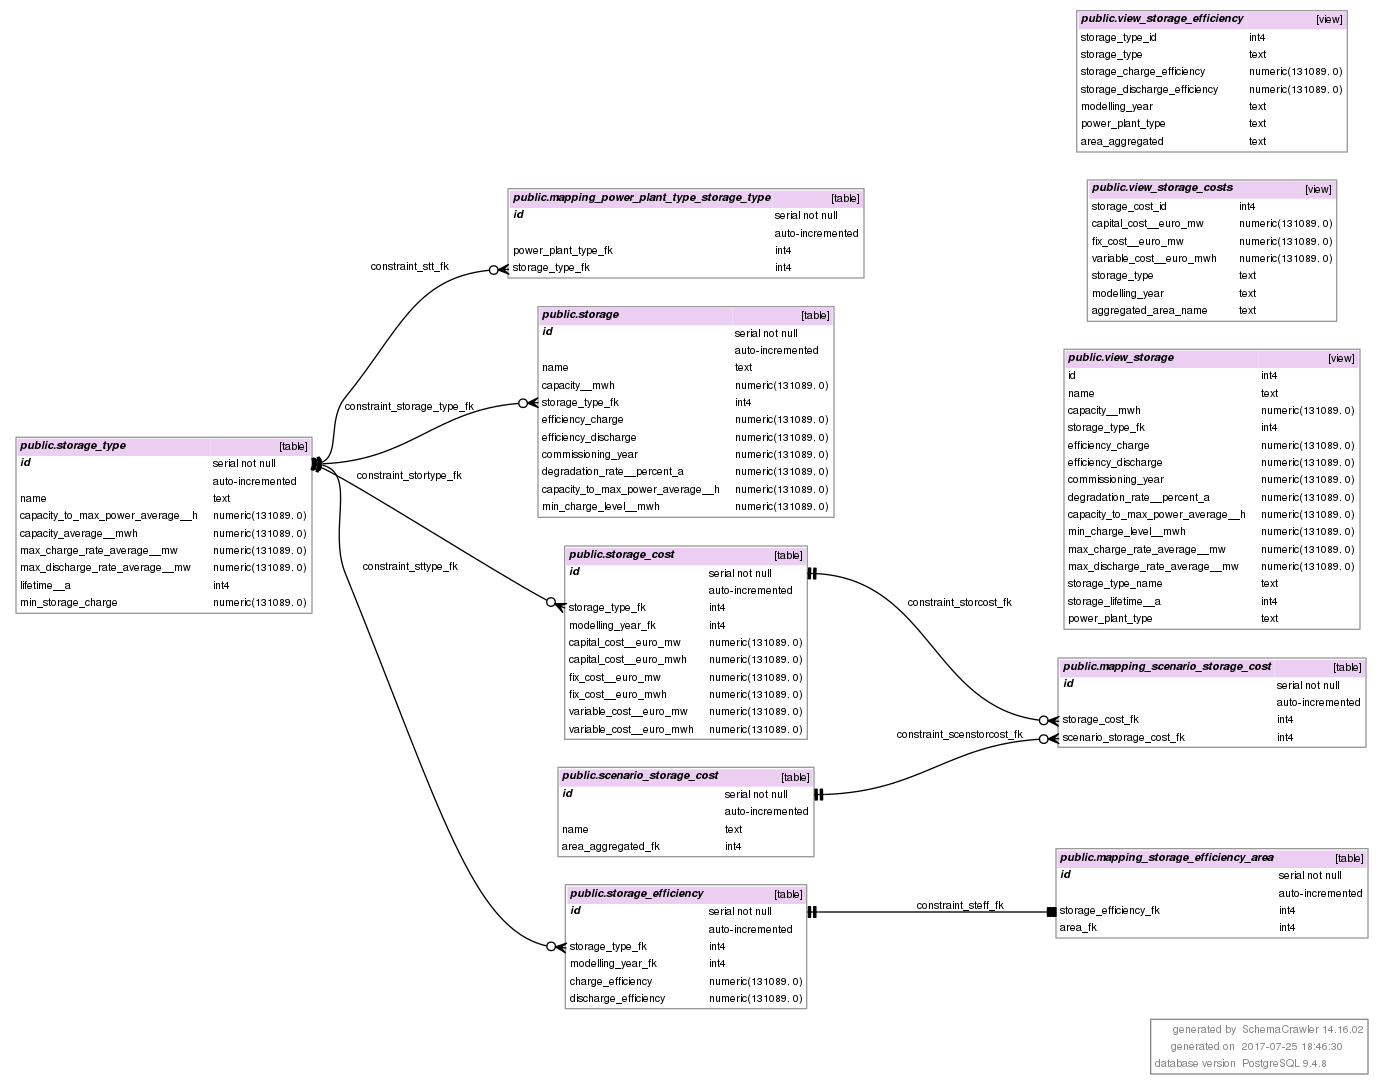 public.view_storage_efficiency [view]
storage_type_id int4
storage_type text
storage_charge_efficiency numeric(131089, 0)
storage_discharge_efficiency numeric(131089, 0)
modelling_year text
power_plant_type text
area_aggregated text
public.view_storage_costs [view]
storage_cost_id int4
capital_cost__euro_mw numeric(131089, 0)
fix_cost__euro_mw numeric(131089, 0)
variable_cost__euro_mwh numeric(131089, 0)
storage_type text
modelling_year text
aggregated_area_name text
public.view_storage [view]
id int4
name text
capacity__mwh numeric(131089, 0)
storage_type_fk int4
efficiency_charge numeric(131089, 0)
efficiency_discharge numeric(131089, 0)
commissioning_year numeric(131089, 0)
degradation_rate__percent_a numeric(131089, 0)
capacity_to_max_power_average__h numeric(131089, 0)
min_charge_level__mwh numeric(131089, 0)
max_charge_rate_average__mw numeric(131089, 0)
max_discharge_rate_average__mw numeric(131089, 0)
storage_type_name text
storage_lifetime__a int4
power_plant_type text
public.mapping_power_plant_type_storage_type [table]
id serial not null
auto-incremented
power_plant_type_fk int4
storage_type_fk int4
constraint_stt_fk
public.storage [table]
id serial not null
auto-incremented
name text
capacity__mwh numeric(131089, 0)
storage_type_fk int4
efficiency_charge numeric(131089, 0)
efficiency_discharge numeric(131089, 0)
commissioning_year numeric(131089, 0)
degradation_rate__percent_a numeric(131089, 0)
capacity_to_max_power_average__h numeric(131089, 0)
min_charge_level__mwh numeric(131089, 0)
constraint_storage_type_fk
public.storage_type [table]
id serial not null
auto-incremented
name text
capacity_to_max_power_average__h numeric(131089, 0)
capacity_average__mwh numeric(131089, 0)
max_charge_rate_average__mw numeric(131089, 0)
max_discharge_rate_average__mw numeric(131089, 0)
lifetime__a int4
min_storage_charge numeric(131089, 0)
constraint_stortype_fk
constraint_sttype_fk
public.storage_cost [table]
id serial not null
auto-incremented
storage_type_fk int4
modelling_year_fk int4
capital_cost__euro_mw numeric(131089, 0)
capital_cost__euro_mwh numeric(131089, 0)
fix_cost__euro_mw numeric(131089, 0)
fix_cost__euro_mwh numeric(131089, 0)
variable_cost__euro_mw numeric(131089, 0)
variable_cost__euro_mwh numeric(131089, 0)
constraint_storcost_fk
public.mapping_scenario_storage_cost [table]
id serial not null
auto-incremented
storage_cost_fk int4
scenario_storage_cost_fk int4
constraint_scenstorcost_fk
public.scenario_storage_cost [table]
id serial not null
auto-incremented
name text
area_aggregated_fk int4
public.storage_efficiency [table]
id serial not null
auto-incremented
storage_type_fk int4
modelling_year_fk int4
charge_efficiency numeric(131089, 0)
discharge_efficiency numeric(131089, 0)
constraint_steff_fk
public.mapping_storage_efficiency_area [table]
id serial not null
auto-incremented
storage_efficiency_fk int4
area_fk int4
generated by SchemaCrawler 14.16.02
generated on 2017-07-25 18:46:30
database version PostgreSQL 9.4.8